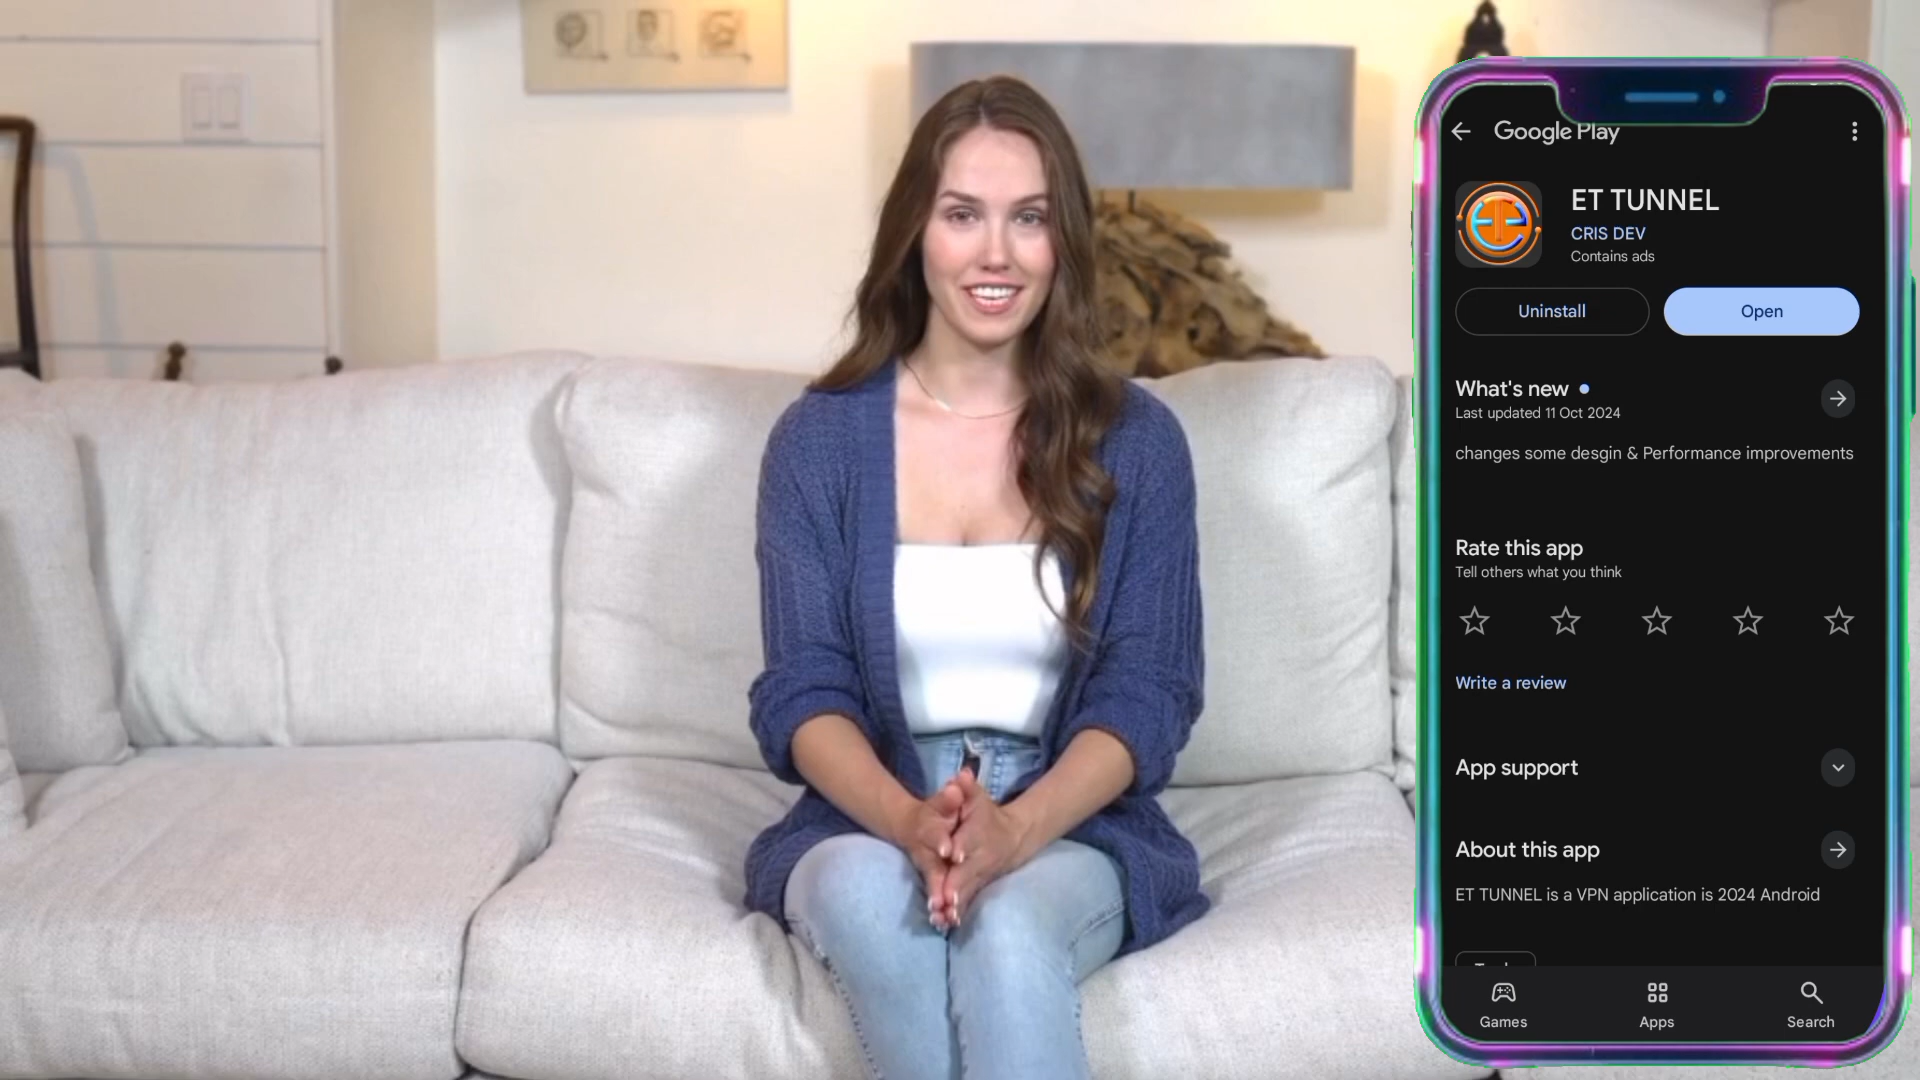 Google Play
ET TUNNEL
CRIS DEV
Contains ads
Uninstall
Open
What's new
Last updated 11 Oct 2024
changes some desgin & Performance improvements
Rate this app
Tell others what you think
Write a review
App support
About this app
ET TUNNEL is a VPN application is 2024 Android
Games
Apps
Search